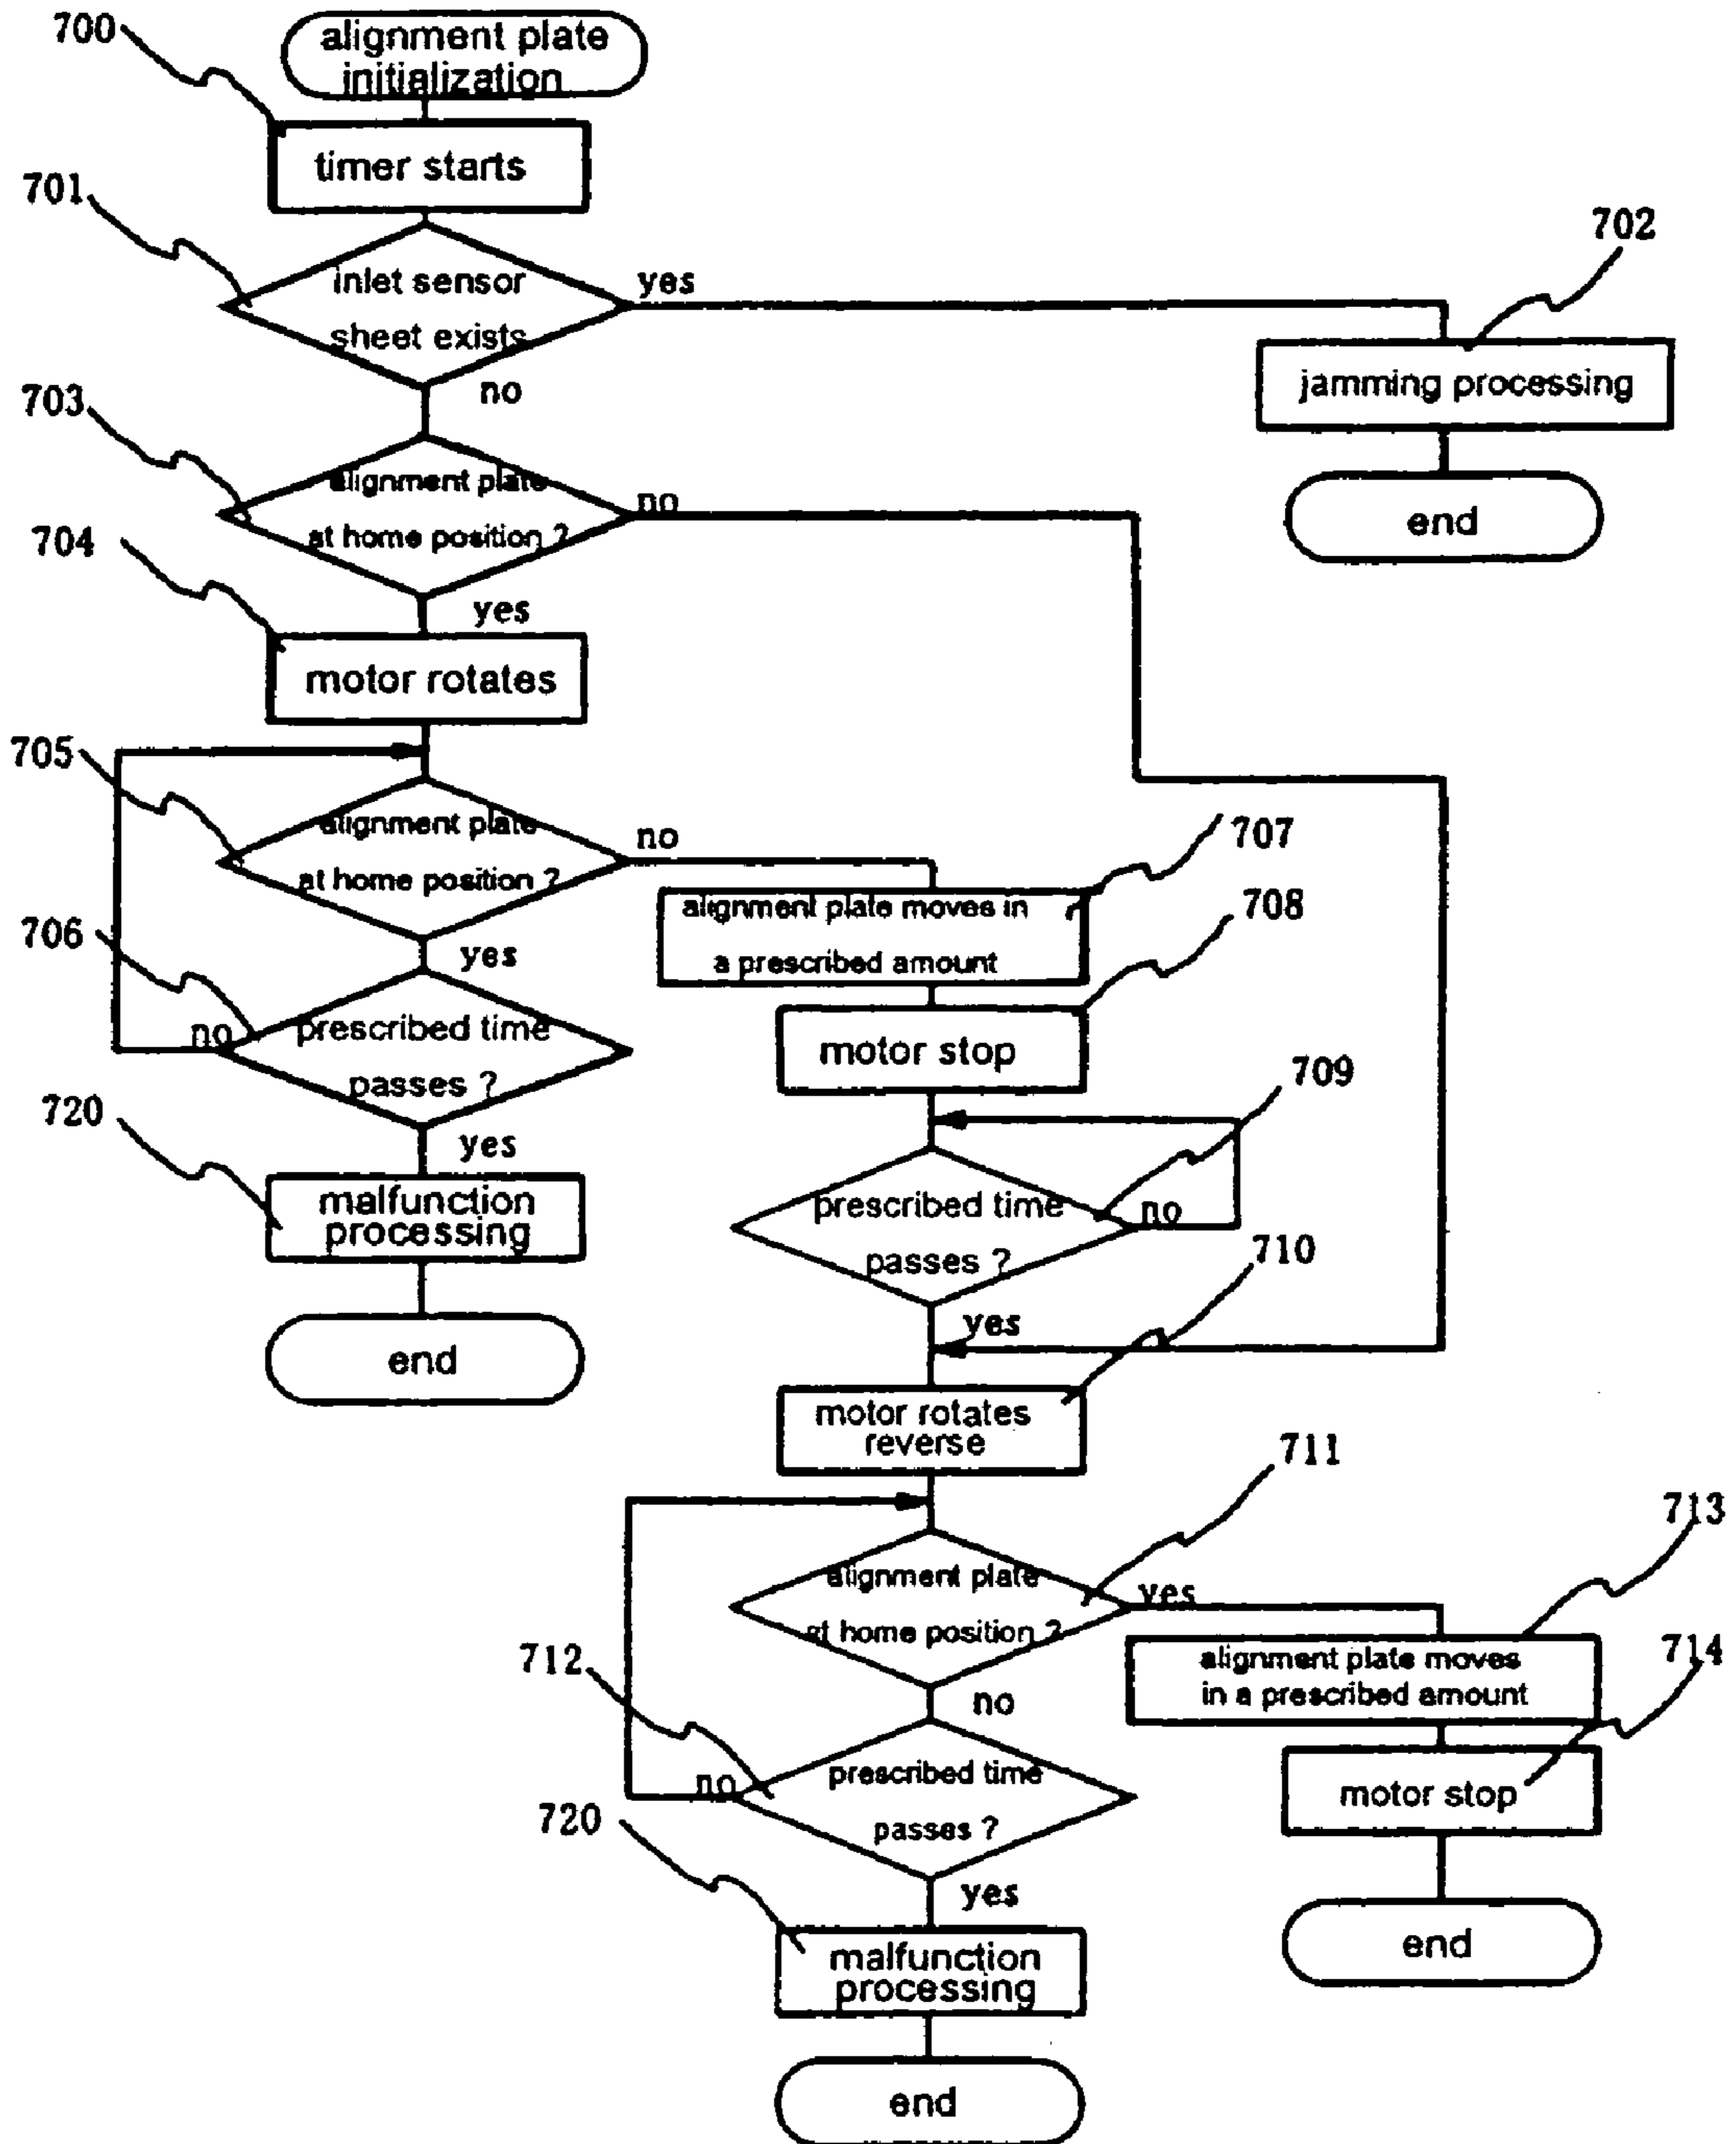 700
alignment plate
initialization
timer starts
701
inlet sensor
sheet exists
yes
702
jamming processing
no
end
703
alignment plate
at home position ?
no
704
yes
motor rotates
705
alignment plate
at home position ?
no
707
alignment plate moves in
a prescribed amount
708
706
yes
prescribed time
passes ?
no
motor stop
709
720
yes
malfunction
processing
prescribed time
passes ?
no
710
end
yes
motor rotates
reverse
711
alignment plate
at home position ?
yes
713
alignment plate moves
in a prescribed amount
714
712
no
prescribed time
passes ?
no
motor stop
720
yes
malfunction
processing
end
end